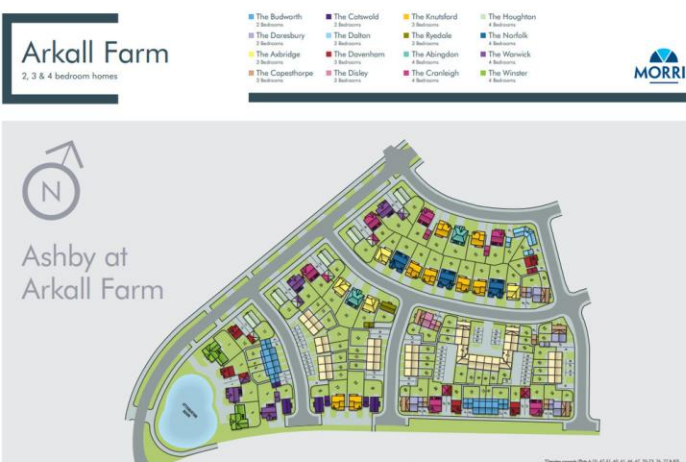 Arkall Farm
2, 3 & 4 bedroom homes
The Budworth
2 Bedrooms
The Daresbury
3 Bedrooms
The Axbridge
3 Bedrooms
The Capesthorpe
3 Bedrooms
The Cotswold
3 Bedrooms
The Dalton
3 Bedrooms
The Davenham
3 Bedrooms
The Disley
3 Bedrooms
The Knutsford
3 Bedrooms
The Ryedale
3 Bedrooms
The Abingdon
4 Bedrooms
The Cranleigh
4 Bedrooms
The Houghton
4 Bedrooms
The Norfolk
4 Bedrooms
The Warwick
4 Bedrooms
The Winster
4 Bedrooms
MORRI
N
Ashby at
Arkall Farm